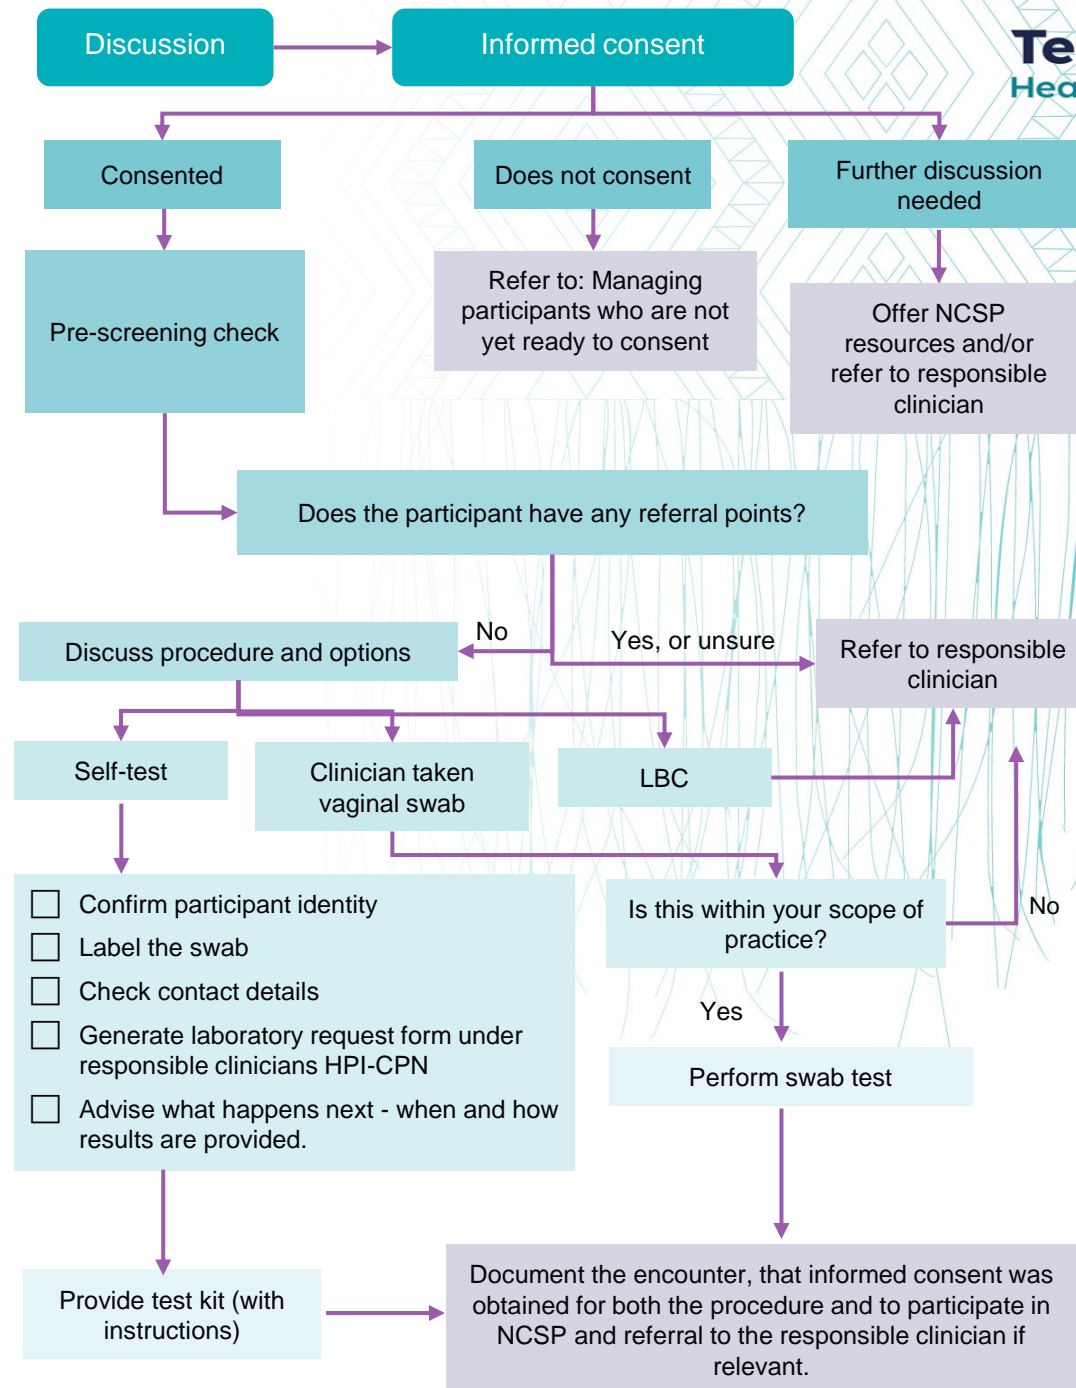 Discussion
Informed consent
Te
Hea
Consented
Does not consent
Further discussion
needed
Pre-screening check
Refer to: Managing
participants who are not
yet ready to consent
Offer NCSP
resources and/or
refer to responsible
clinician
Does the participant have any referral points?
No
Yes, or unsure
Discuss procedure and options
Refer to responsible
clinician
Self-test
Clinician taken
vaginal swab
LBC
Confirm participant identity
Label the swab
Check contact details
Generate laboratory request form under
responsible clinicians HPI-CPN
Advise what happens next - when and how
results are provided.
Is this within your scope of
practice?
No
Yes
Perform swab test
Provide test kit (with
instructions)
Document the encounter, that informed consent was
obtained for both the procedure and to participate in
NCSP and referral to the responsible clinician if
relevant.